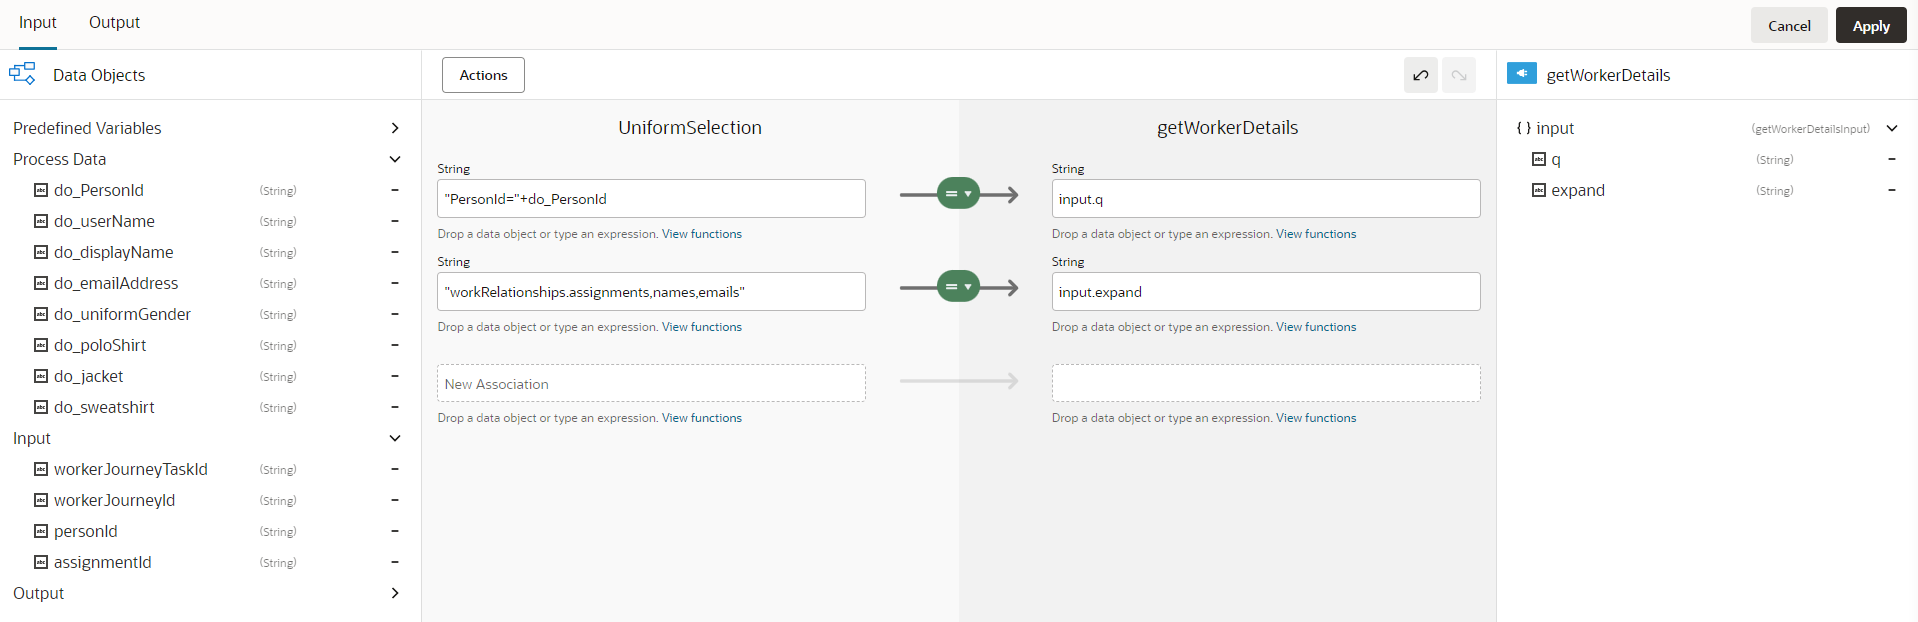 Input Output Cancel Apply
Data Objects Actions getWorkerDetails
Predefined Variables
Process Data
do_PersonId (String)
do_userName (String)
do_displayName (String)
do_emailAddress (String)
do_uniformGender (String)
do_poloShirt (String)
do_jacket (String)
do_sweatshirt (String)
Input
workerJourneyTaskId (String)
workerJourneyId (String)
personId (String)
assignmentId (String)
Output
UniformSelection
String
"PersonId="+do_PersonId
Drop a data object or type an expression. View functions
String
"workRelationships.assignments,names,emails"
Drop a data object or type an expression. View functions
New Association
Drop a data object or type an expression. View functions
getWorkerDetails
String
input.q
Drop a data object or type an expression. View functions
String
input.expand
Drop a data object or type an expression. View functions
Drop a data object or type an expression. View functions
{ } input (getWorkerDetailsInput)
q (String)
expand (String)